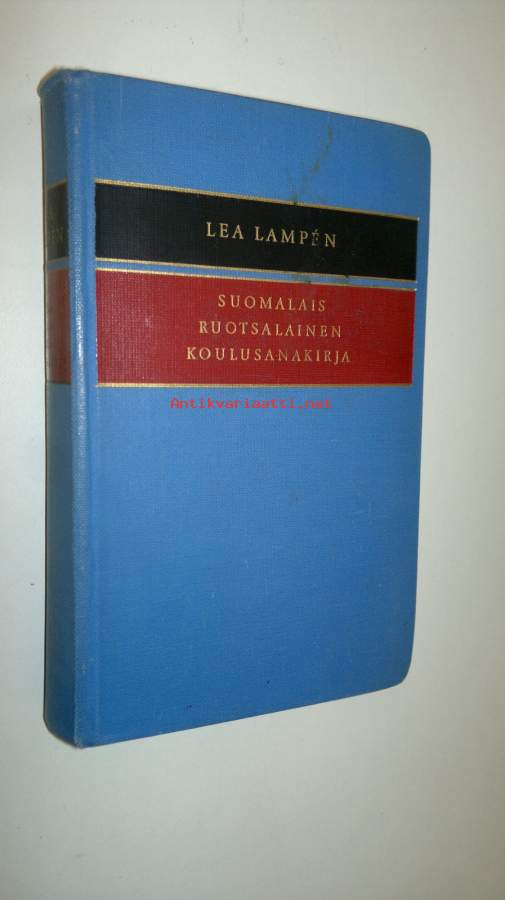 LEA LAMPÉN
SUOMALAIS
RUOTSALAINEN
KOULUSANAKIRJA
Antikvariaatti.net